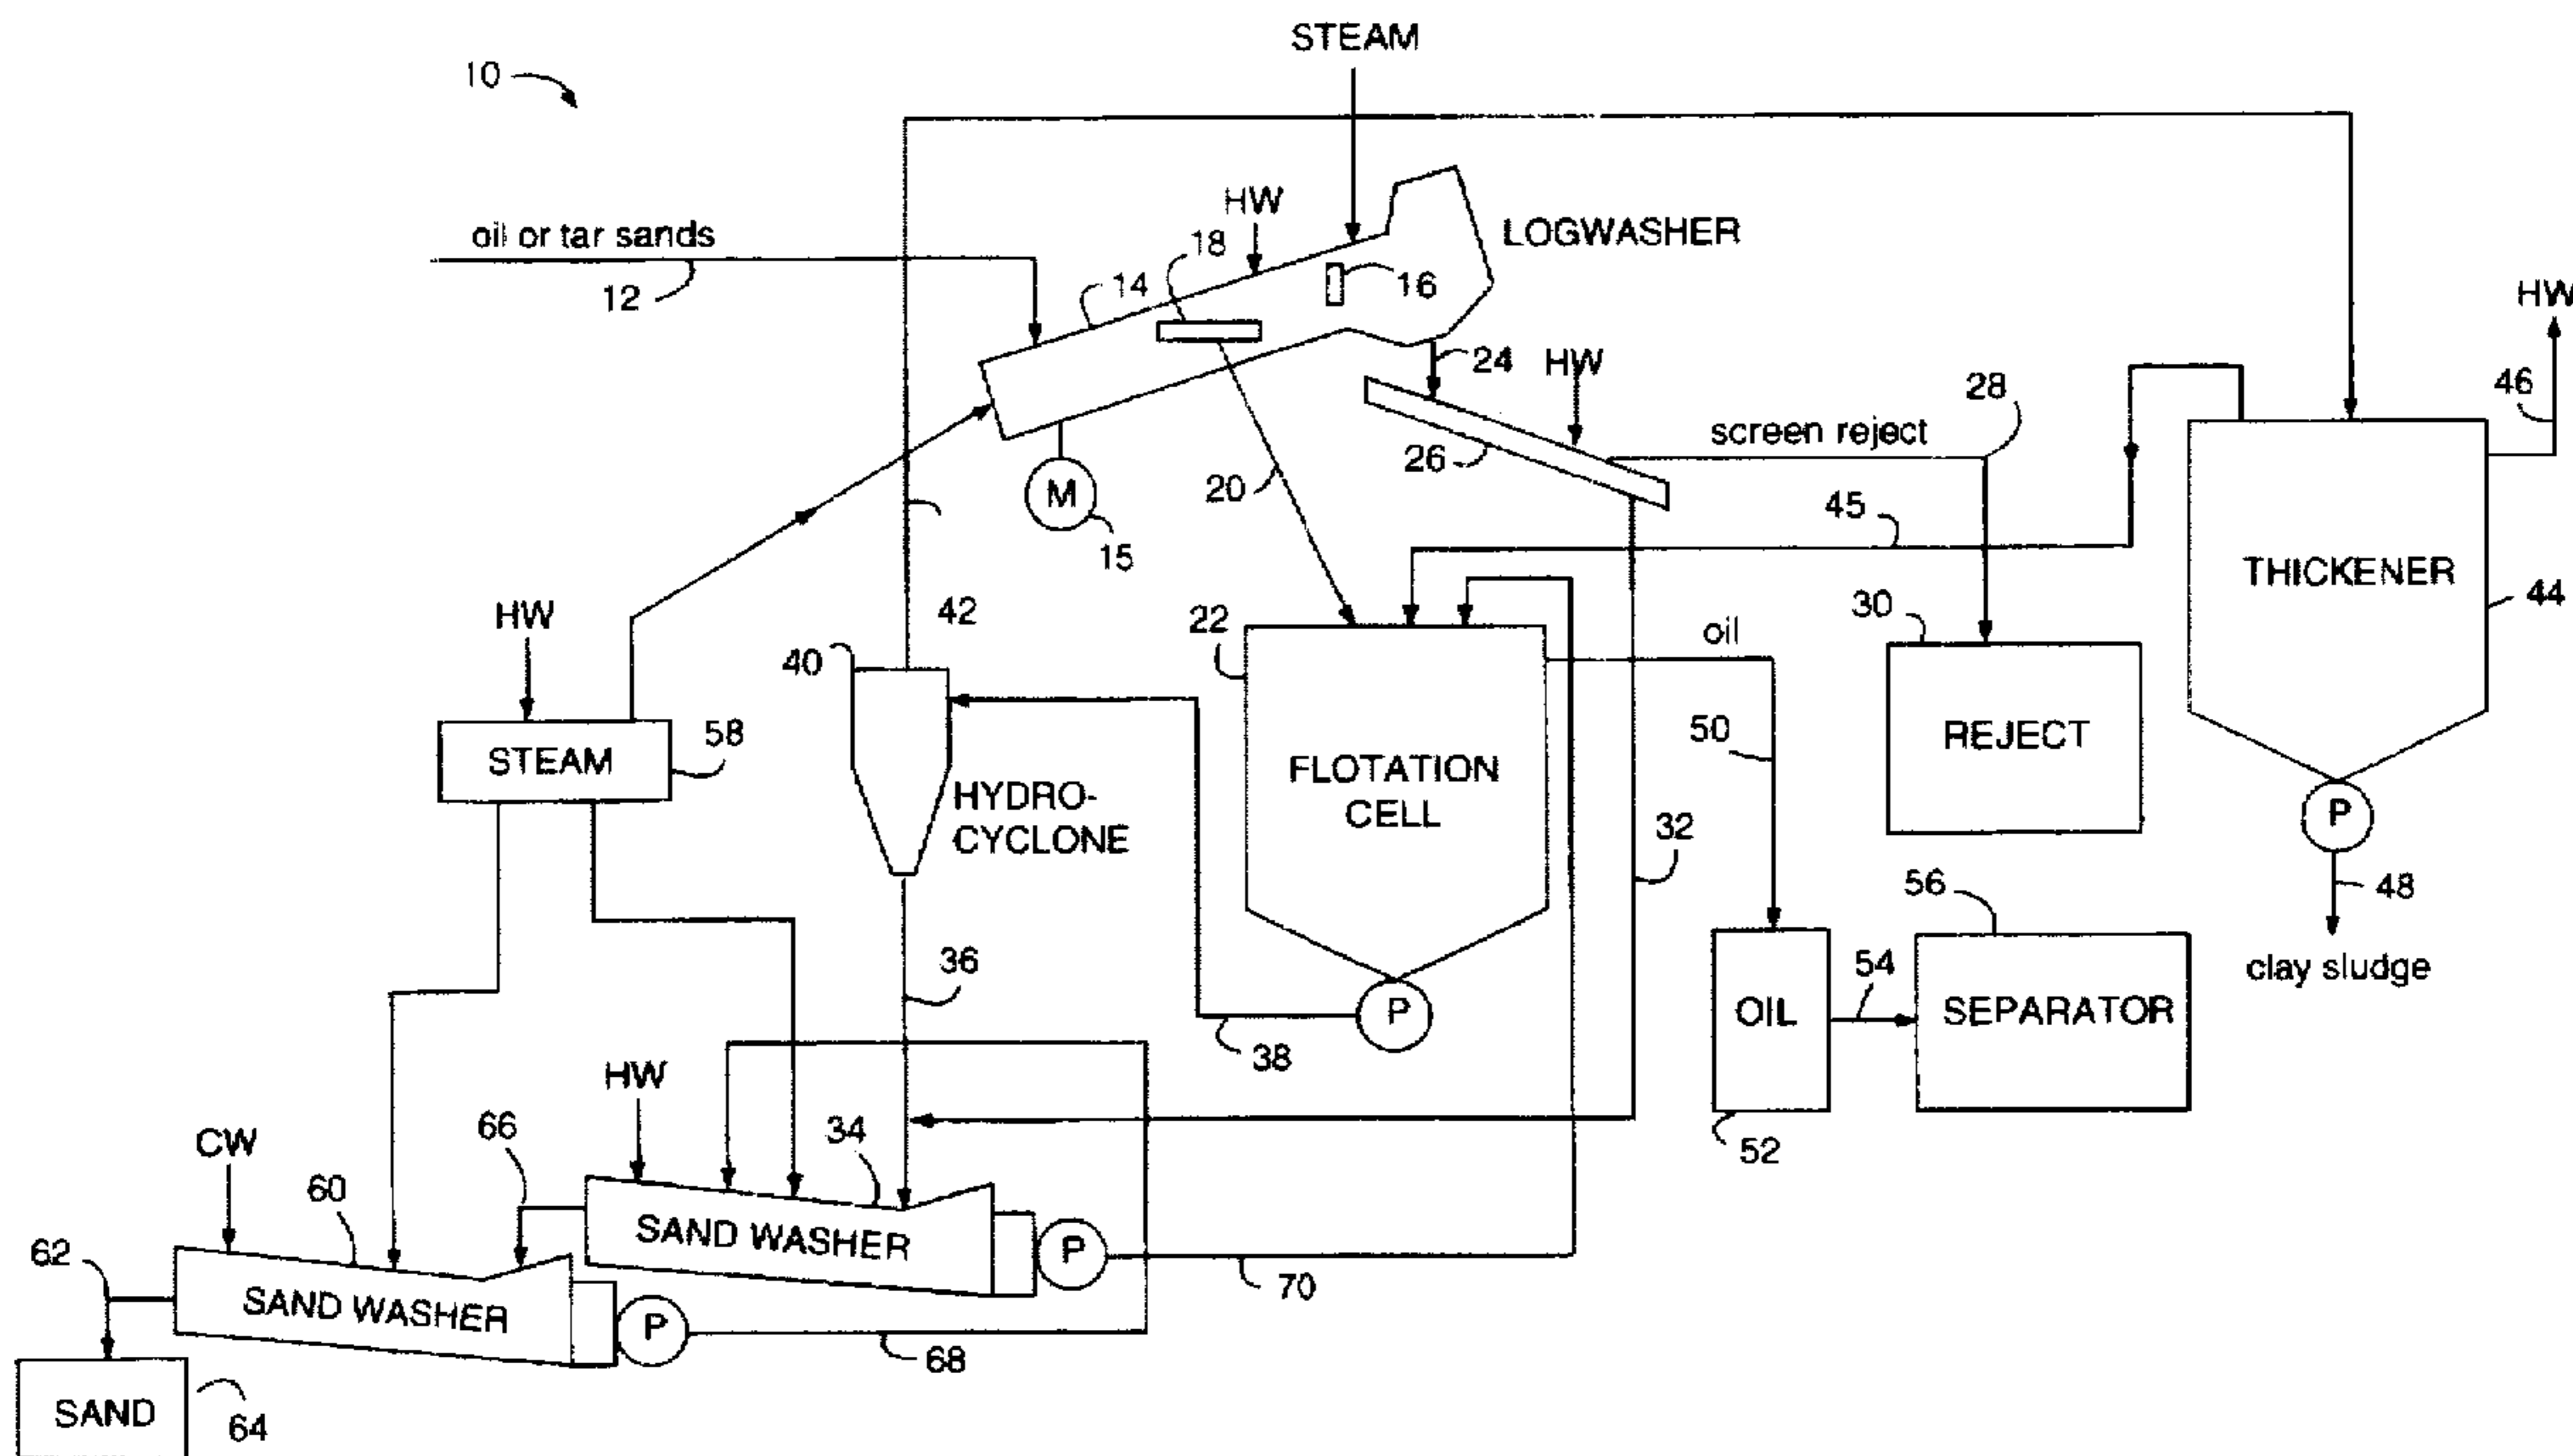 STEAM
10
HW
LOGWASHER
oil or tar sands
18
12
14
16
HW
24
HW
28
46
screen reject
26
20
M
15
45
THICKENER
44
HW
42
22
30
oil
40
58
STEAM
50
REJECT
FLOTATION
CELL
HYDRO-
CYCLONE
P
32
56
48
36
54
clay sludge
OIL
SEPARATOR
P
38
HW
CW
66
34
52
60
SAND WASHER
P
62
70
SAND WASHER
P
68
SAND
64